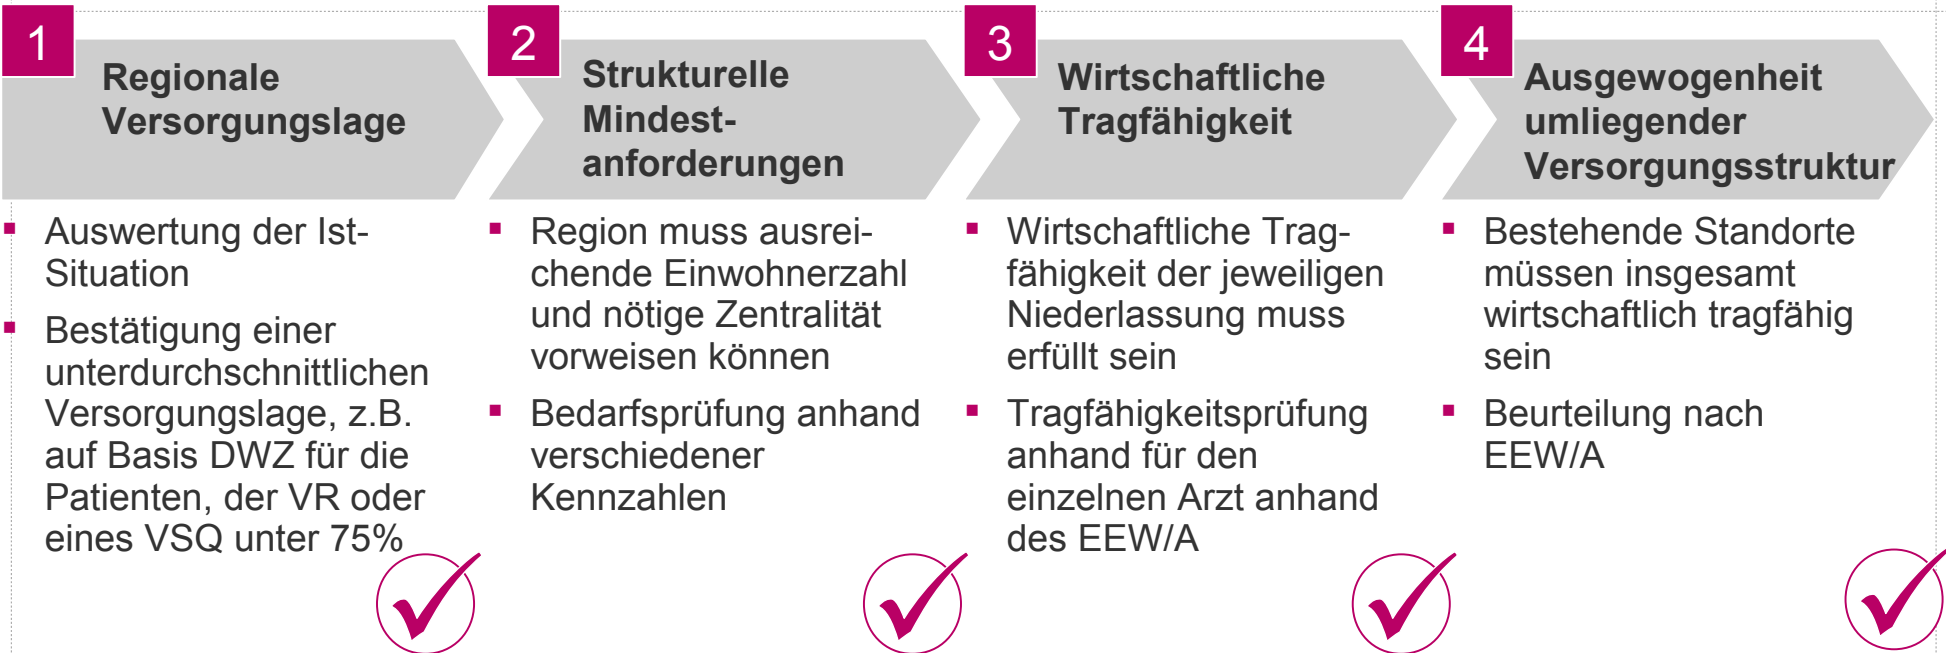 1
Regionale
Versorgungslage
▪ Auswertung der Ist-
Situation
▪ Bestätigung einer
unterdurchschnittlichen
Versorgungslage, z.B.
auf Basis DWZ für die
Patienten, der VR oder
eines VSQ unter 75%
2
Strukturelle
Mindest-
anforderungen
▪ Region muss ausrei-
chende Einwohnerzahl
und nötige Zentralität
vorweisen können
▪ Bedarfsprüfung anhand
verschiedener
Kennzahlen
3
Wirtschaftliche
Tragfähigkeit
▪ Wirtschaftliche Trag-
fähigkeit der jeweiligen
Niederlassung muss
erfüllt sein
▪ Tragfähigkeitsprüfung
anhand für den
einzelnen Arzt anhand
des EEW/A
4
Ausgewogenheit
umliegender
Versorgungsstruktur
▪ Bestehende Standorte
müssen insgesamt
wirtschaftlich tragfähig
sein
▪ Beurteilung nach
EEW/A